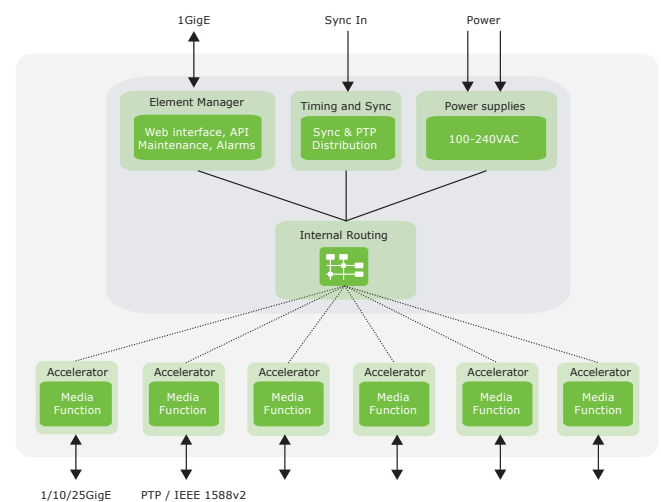 1GigE
Sync In
Power
Element Manager
Web interface, API
Maintenance, Alarms
Timing and Sync
Sync & PTP
Distribution
Power supplies
100-240VAC
Internal Routing
Accelerator
Media
Function
Accelerator
Media
Function
Accelerator
Media
Function
Accelerator
Media
Function
Accelerator
Media
Function
Accelerator
Media
Function
1/10/25GigE
PTP / IEEE 1588v2